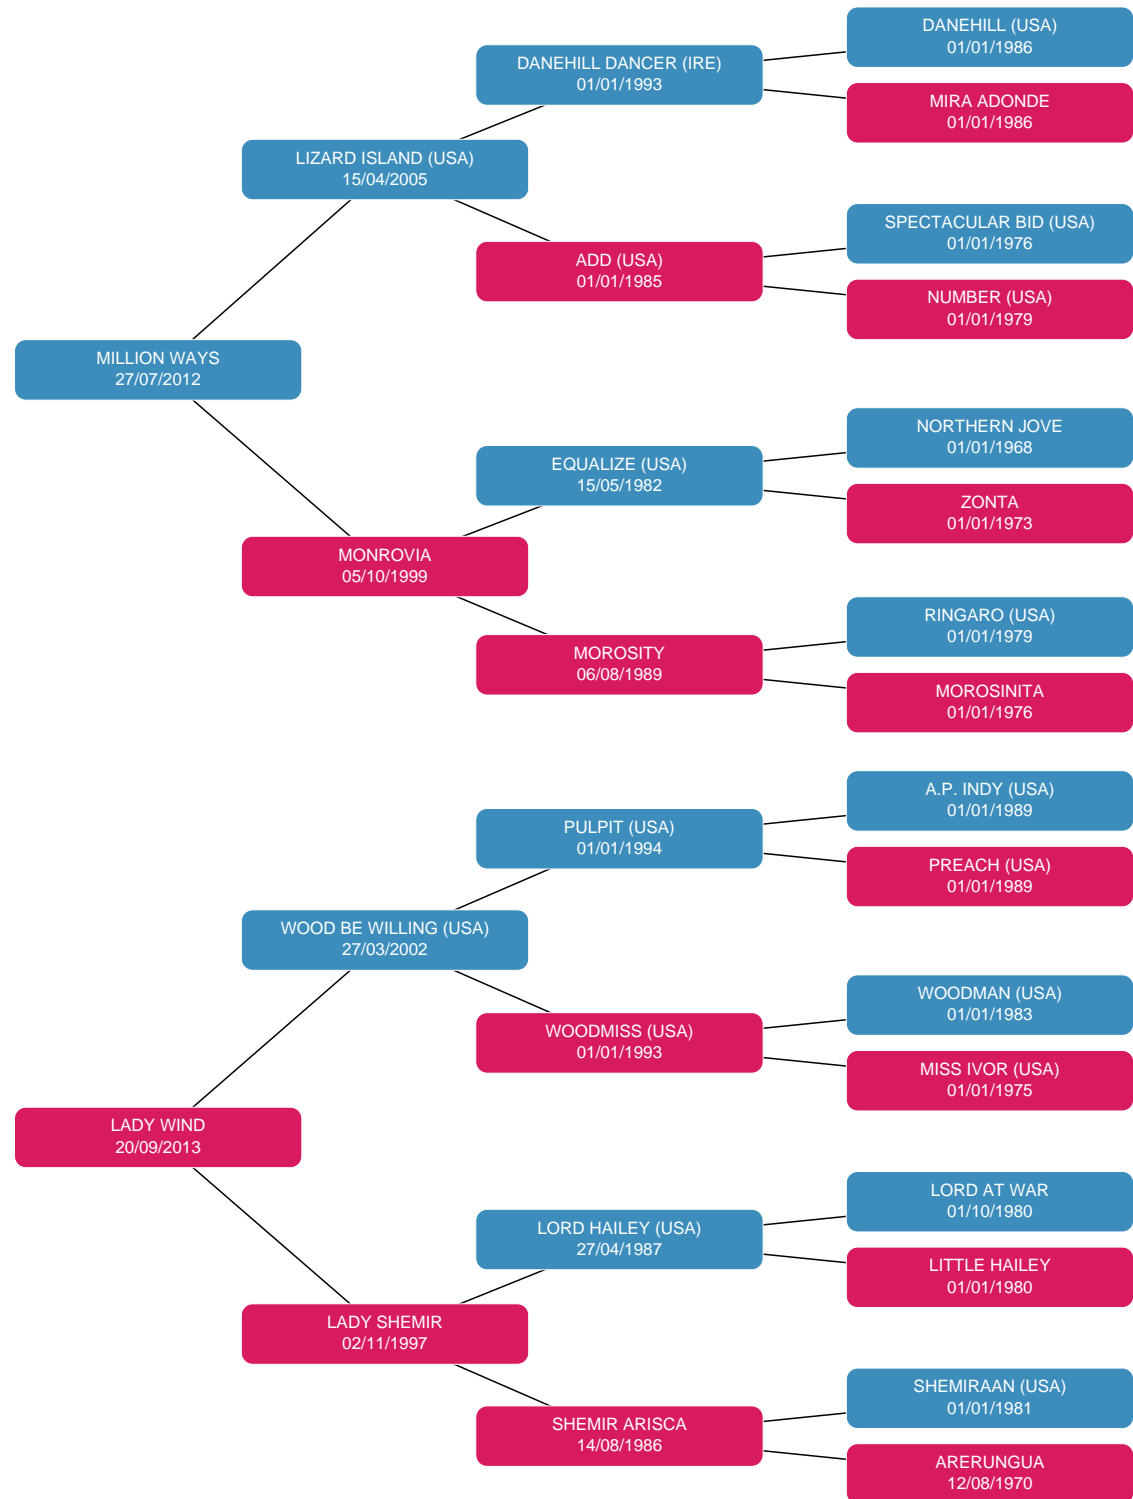 DANEHILL (USA)
01/01/1986
DANEHILL DANCER (IRE)
01/01/1993
MIRA ADONDE
01/01/1986
LIZARD ISLAND (USA)
15/04/2005
SPECTACULAR BID (USA)
01/01/1976
ADD (USA)
01/01/1985
NUMBER (USA)
01/01/1979
MILLION WAYS
27/07/2012
NORTHERN JOVE
01/01/1968
EQUALIZE (USA)
15/05/1982
ZONTA
01/01/1973
MONROVIA
05/10/1999
RINGARO (USA)
01/01/1979
MOROSITY
06/08/1989
MOROSINITA
01/01/1976
A.P. INDY (USA)
01/01/1989
PULPIT (USA)
01/01/1994
PREACH (USA)
01/01/1989
WOOD BE WILLING (USA)
27/03/2002
WOODMAN (USA)
01/01/1983
WOODMISS (USA)
01/01/1993
MISS IVOR (USA)
01/01/1975
LADY WIND
20/09/2013
LORD AT WAR
01/10/1980
LORD HAILEY (USA)
27/04/1987
LITTLE HAILEY
01/01/1980
LADY SHEMIR
02/11/1997
SHEMIRAAN (USA)
01/01/1981
SHEMIR ARISCA
14/08/1986
ARERUNGUA
12/08/1970